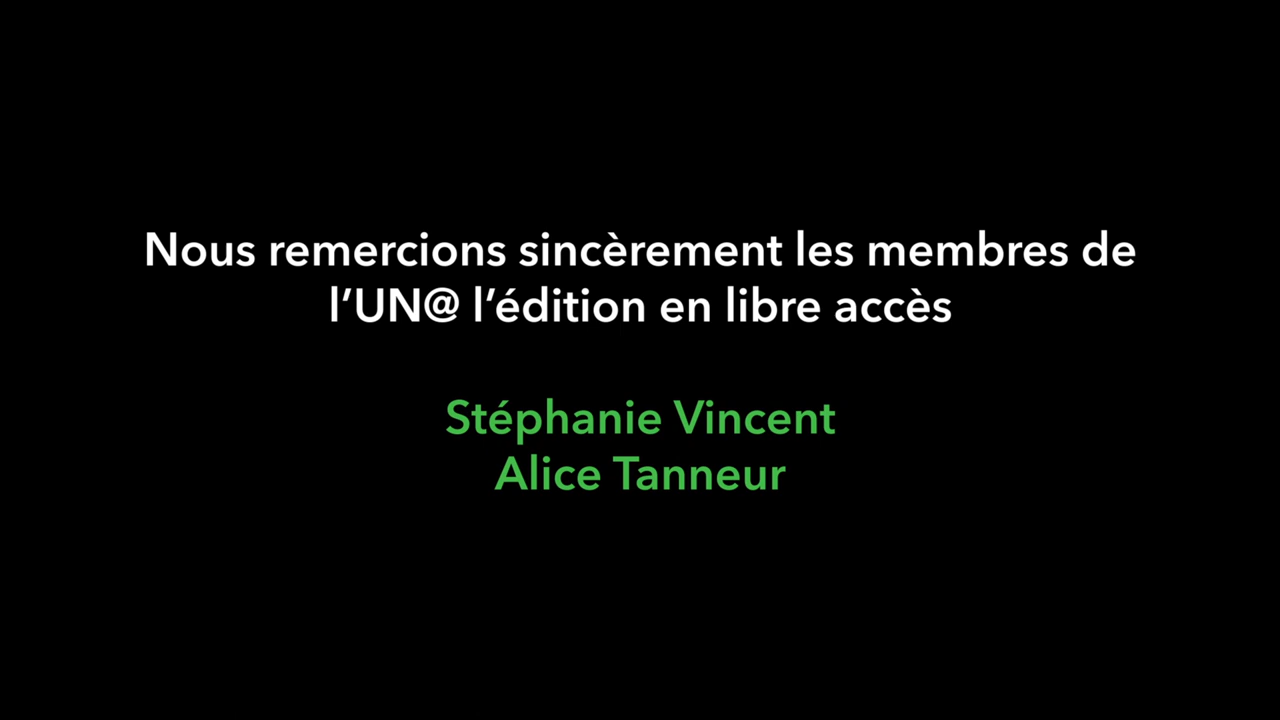 Nous remercions sincèrement les membres de
l’UN@ l’édition en libre accès
Stéphanie Vincent
Alice Tanneur